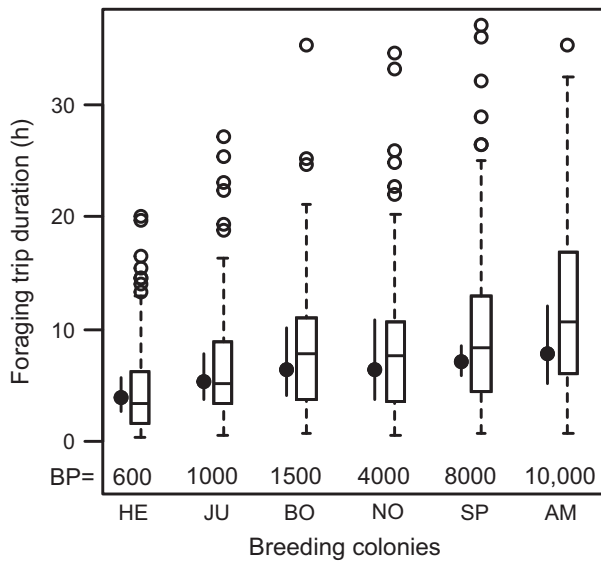 Foraging trip duration (h)
30
20
10
0
BP= 600 1000 1500 4000 8000 10,000
HE JU BO NO SP AM
Breeding colonies